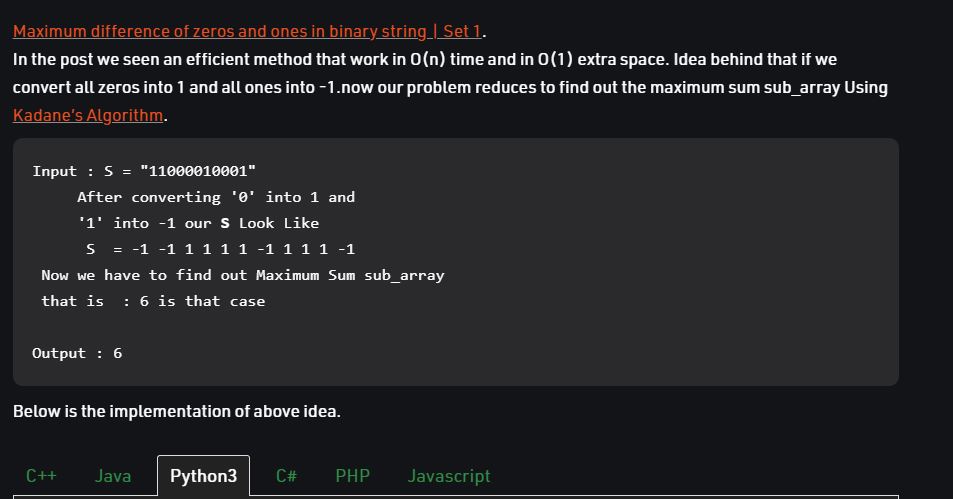 Maximum difference of zeros and ones in binary string | Set 1.
In the post we seen an efficient method that work in O(n) time and in O(1) extra space. Idea behind that if we
convert all zeros into 1 and all ones into -1.now our problem reduces to find out the maximum sum sub_array Using
Kadane's Algorithm.
Input : S = "11000010001"
After converting '0' into 1 and
'1' into -1 our S Look Like
S = -1 -1 1 1 1 1 -1 1 1 1 -1
Now we have to find out Maximum Sum sub_array
that is : 6 is that case
Output : 6
Below is the implementation of above idea.
C++ Java Python3 C# PHP Javascript